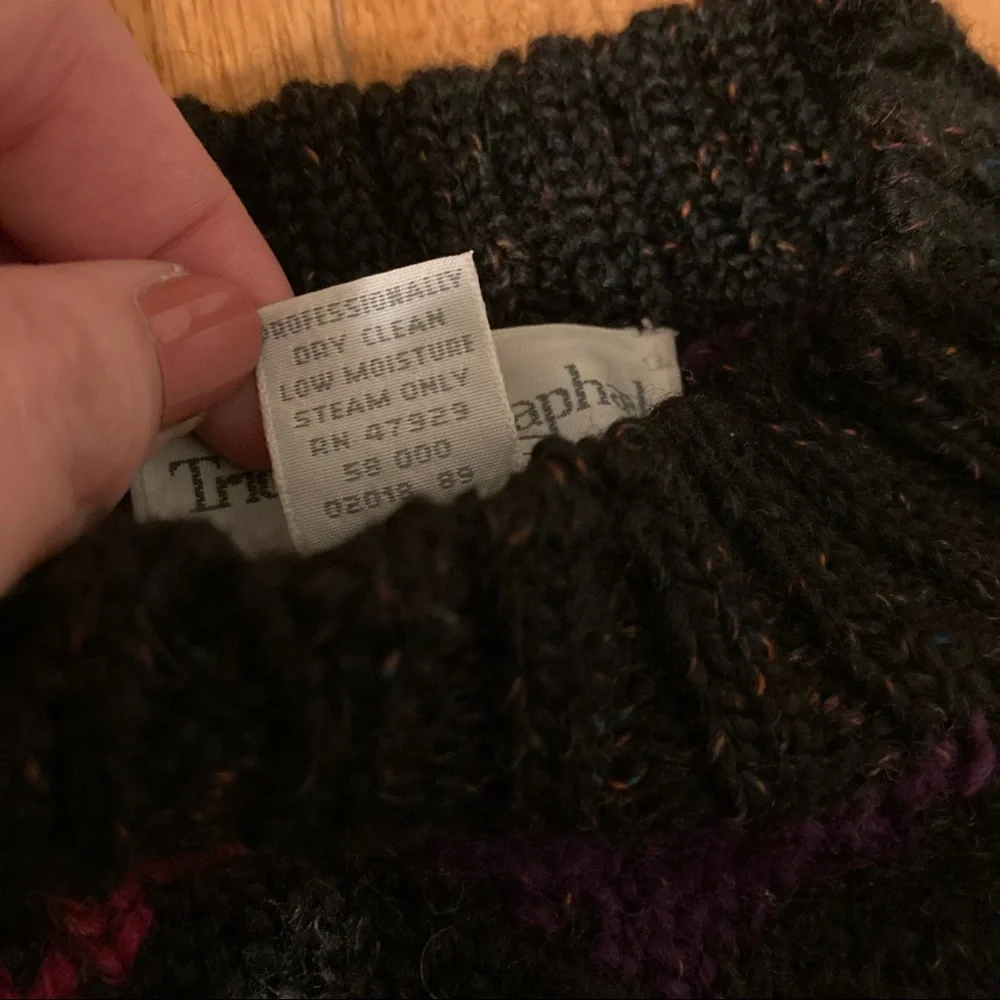 PROFESSIONALLY
DRY CLEAN
LOW MOISTURE
STEAM ONLY
RN 47929
58 000
02018 89